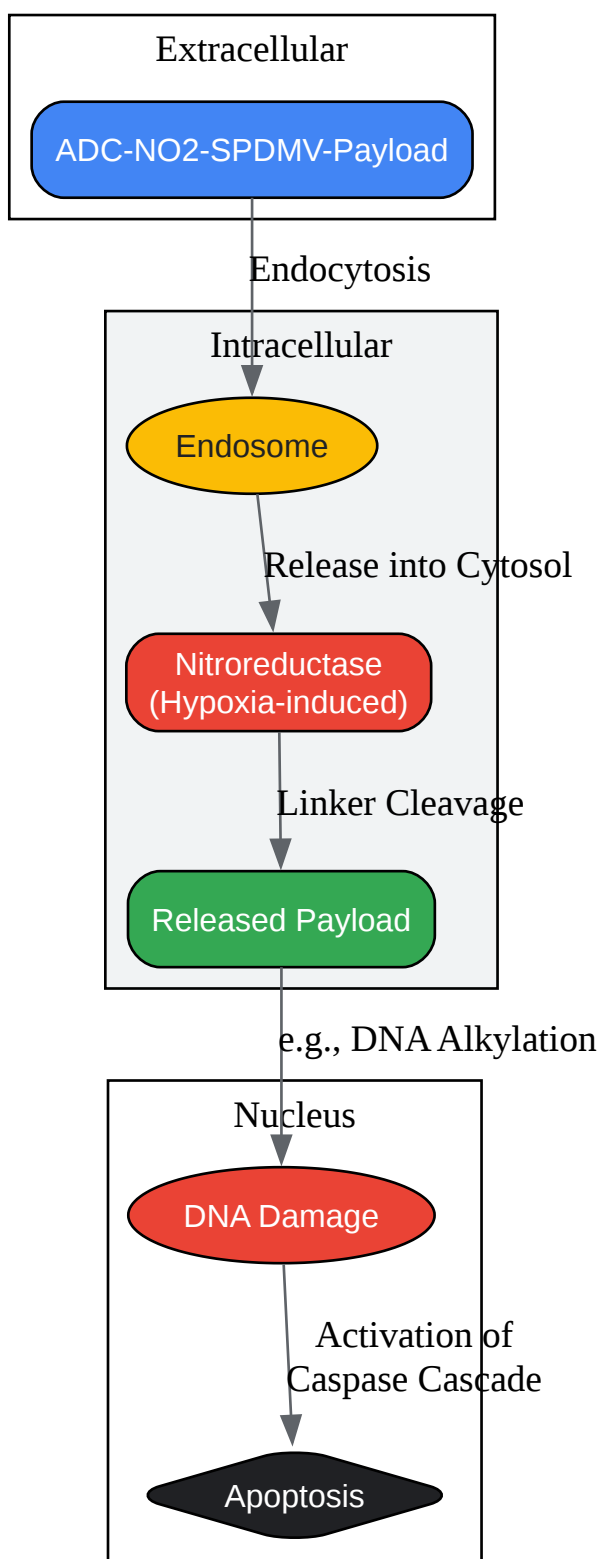 Extracellular
ADC-NO2-SPDMV-Payload
Endocytosis
Intracellular
Endosome
Release into Cytosol
Nitroreductase
(Hypoxia-induced)
Linker Cleavage
Released Payload
e.g., DNA Alkylation
Nucleus
DNA Damage
Activation of
Caspase Cascade
Apoptosis